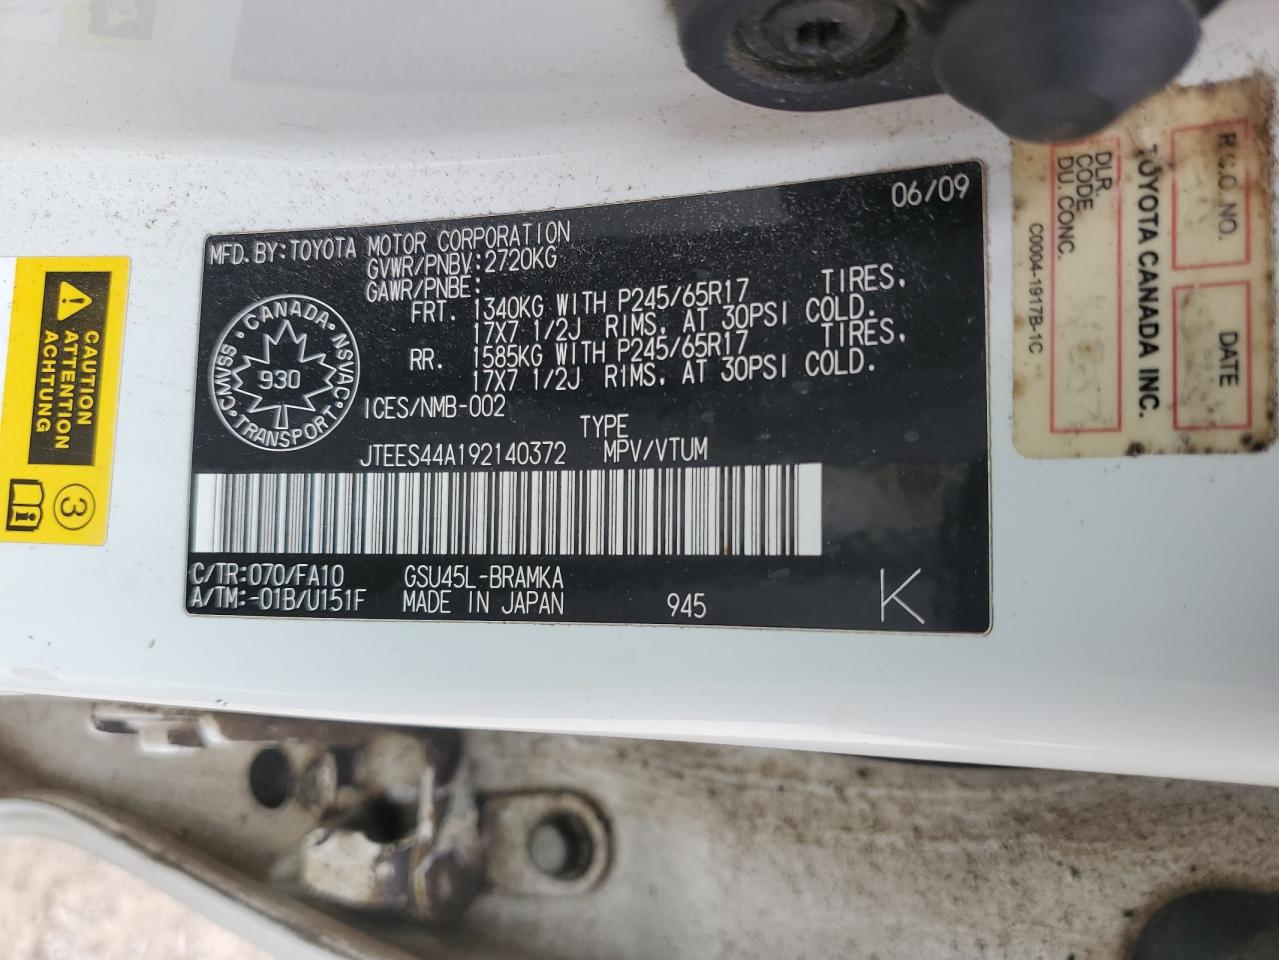 06/09
MFD. BY: TOYOTA MOTOR CORPORATION
GVWR/PNBV: 2720KG
GAWR/PNBE:
FRT. 1340KG WITH P245/65R17 TIRES,
17X7 1/2J RIMS, AT 30PSI COLD.
RR. 1585KG WITH P245/65R17 TIRES,
17X7 1/2J RIMS, AT 30PSI COLD.
CANADA
CMVSS 930 NSVAC
TRANSPORT
ICES/NMB-002
TYPE
JTEES44A192140372 MPV/VTUM
C/TR: 070/FA10 GSU45L-BRAMKA
A/TM: -01B/U151F MADE IN JAPAN 945 K
CAUTION
ATTENTION
ACHTUNG
3
i
R.C.O. NO. DATE
TOYOTA CANADA INC.
DLR.
CODE
DU. CONC.
C0004-1917B-1C